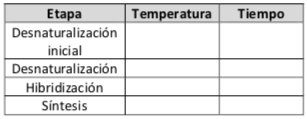 Etapa Temperatura Tiempo
Desnaturalización
inicial
Desnaturalización
Hibridización
Síntesis